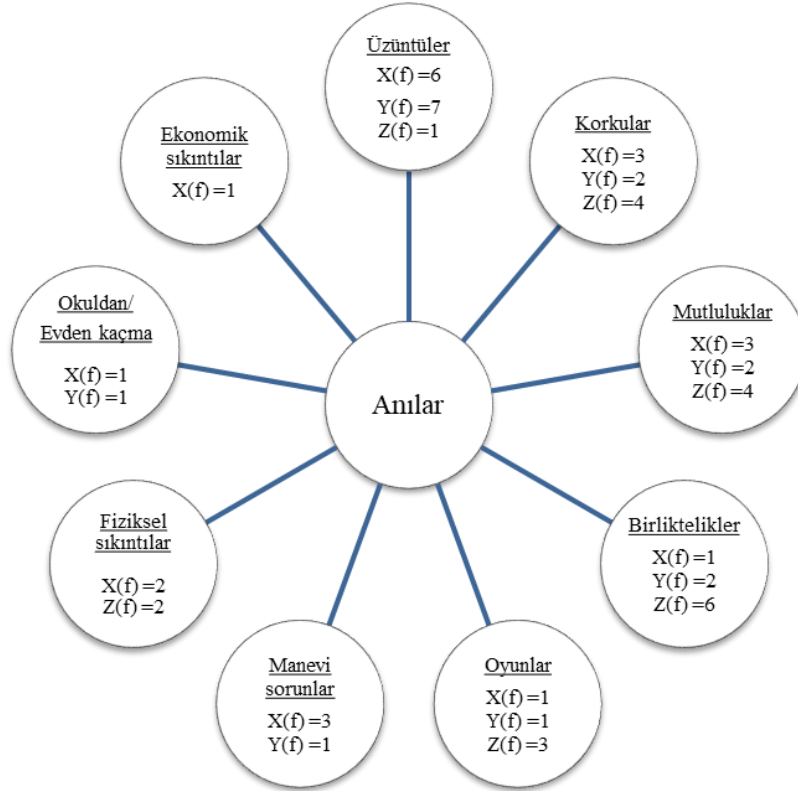 Üzüntüler
X(f) =6
Y(f) =7
Z(f) =1
Korkular
X(f) =3
Y(f) =2
Z(f) =4
Mutluluklar
X(f) =3
Y(f) =2
Z(f) =4
Birliktelikler
X(f) =1
Y(f) =2
Z(f) =6
Oyunlar
X(f) =1
Y(f) =1
Z(f) =3
Manevi
sorunlar
X(f) =3
Y(f) =1
Fiziksel
sıkıntılar
X(f) =2
Z(f) =2
Okuldan/
Evden kaçma
X(f) =1
Y(f) =1
Ekonomik
sıkıntılar
X(f) =1
Anılar